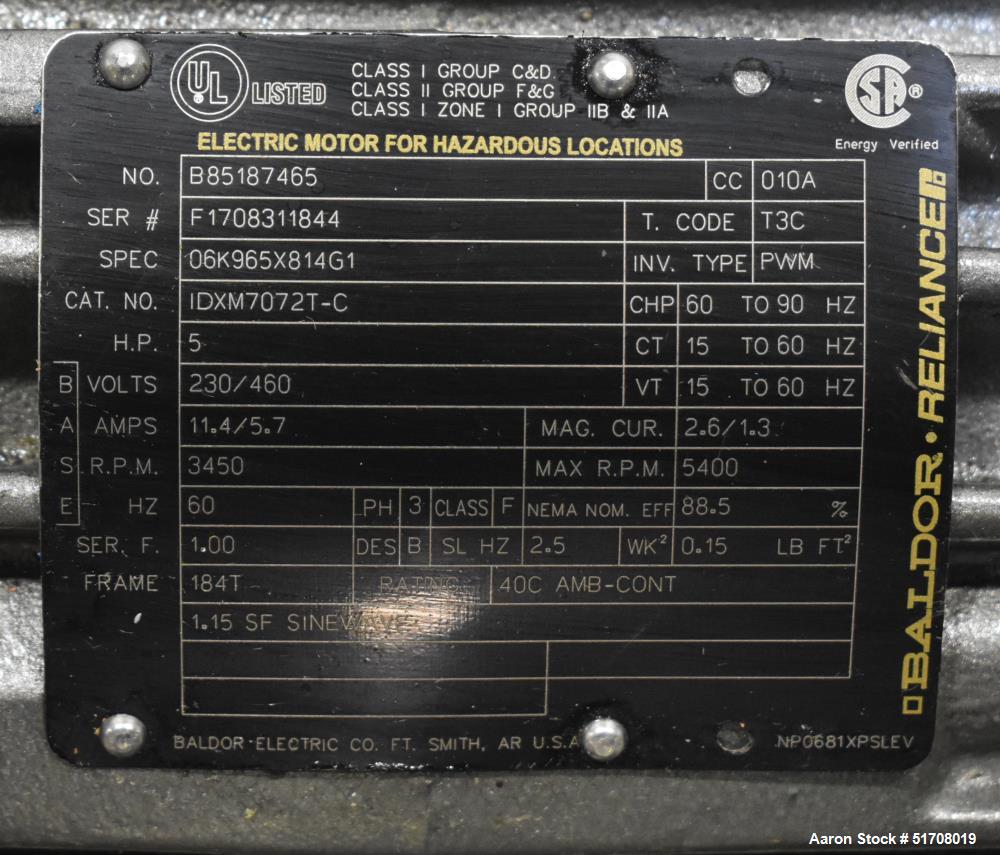 UL® LISTED
CLASS I GROUP C&D
CLASS II GROUP F&G
CLASS I ZONE I GROUP IIB & IIA
SA®
Energy Verified
ELECTRIC MOTOR FOR HAZARDOUS LOCATIONS
NO. B85187465 CC 010A
SER # F1708311844 T. CODE T3C
SPEC 06K965X814G1 INV. TYPE PWM
CAT. NO. IDXM7072T-C CHP 60 TO 90 HZ
H.P. 5 CT 15 TO 60 HZ
B VOLTS 230/460 VT 15 TO 60 HZ
A AMPS 11.4/5.7 MAG. CUR. 2.6/1.3
S R.P.M. 3450 MAX R.P.M. 5400
E HZ 60 PH 3 CLASS F NEMA NOM. EFF 88.5 %
SER. F. 1.00 DES B SL HZ 2.5 WK² 0.15 LB FT²
FRAME 184T RATING 40C AMB-CONT
1.15 SF SINEWAVE
BALDOR • RELIANCE
BALDOR ELECTRIC CO. FT. SMITH, AR U.S.A
NP0681XPSLEV
Aaron Stock # 51708019